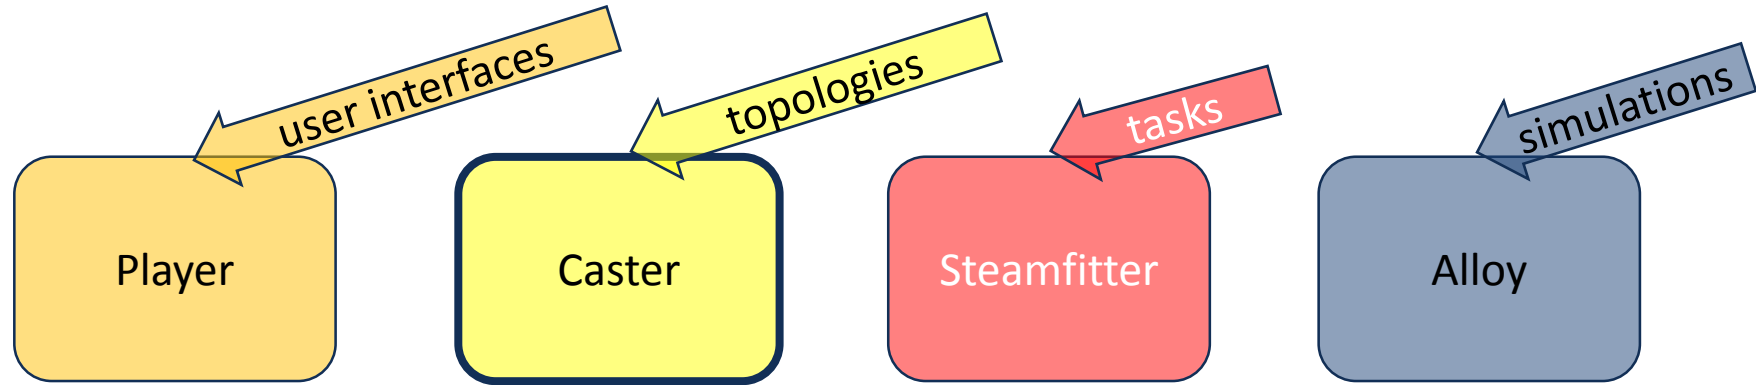 user interfaces
topologies
tasks
simulations
Player
Caster
Steamfitter
Alloy